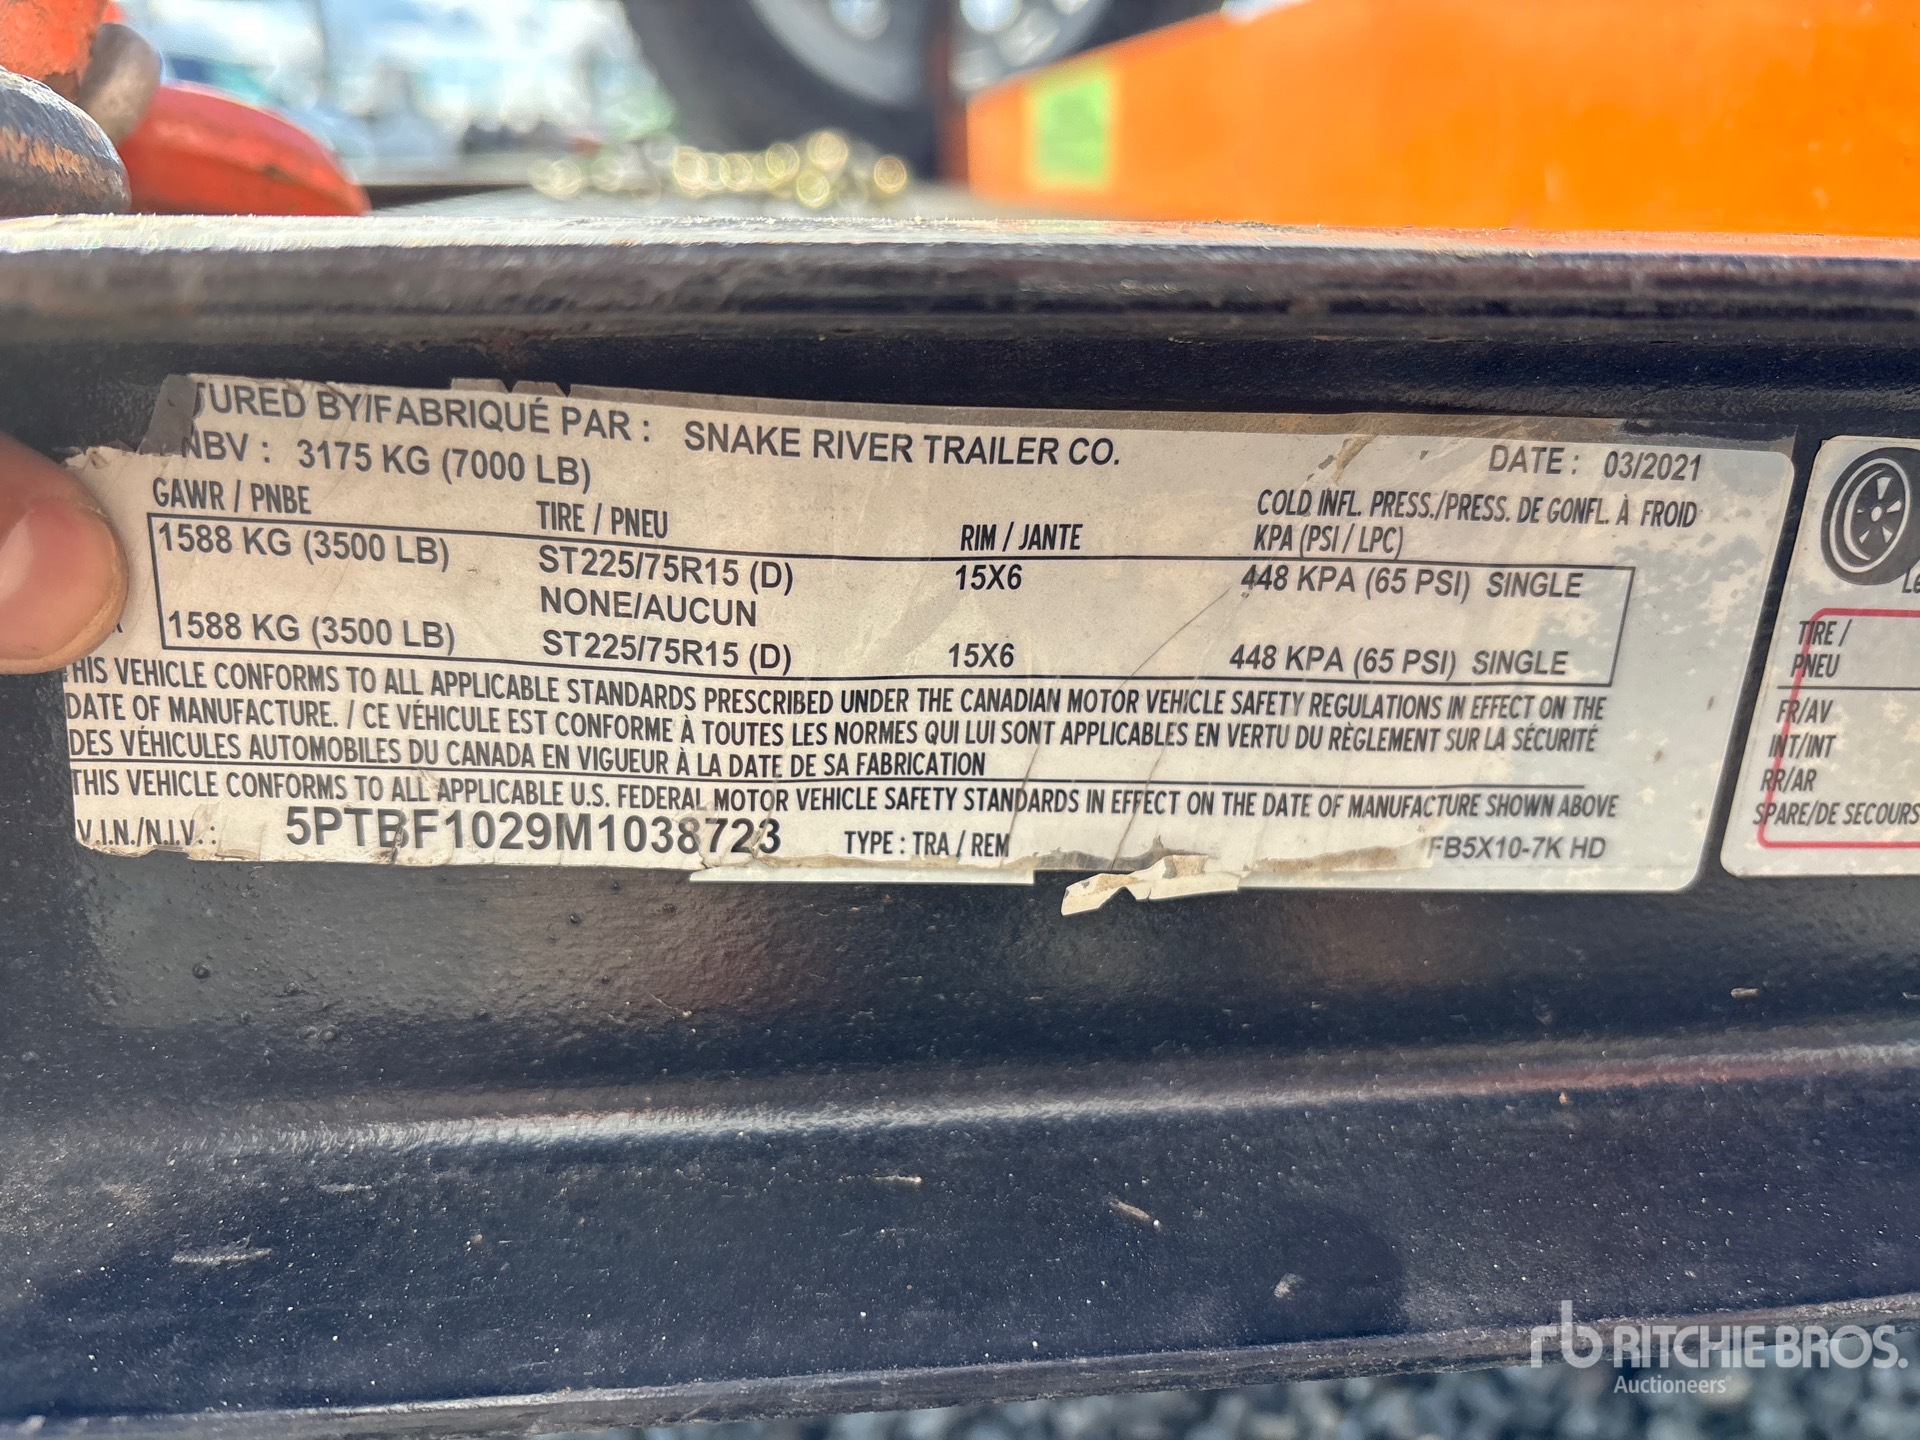 TURED BY/FABRIQUÉ PAR : SNAKE RIVER TRAILER CO. DATE : 03/2021
NBV : 3175 KG (7000 LB)
GAWR / PNBE TIRE / PNEU RIM / JANTE COLD INFL. PRESS./PRESS. DE GONFL. À FROID
KPA (PSI / LPC)
1588 KG (3500 LB) ST225/75R15 (D) 15X6 448 KPA (65 PSI) SINGLE
NONE/AUCUN
1588 KG (3500 LB) ST225/75R15 (D) 15X6 448 KPA (65 PSI) SINGLE
THIS VEHICLE CONFORMS TO ALL APPLICABLE STANDARDS PRESCRIBED UNDER THE CANADIAN MOTOR VEHICLE SAFETY REGULATIONS IN EFFECT ON THE
DATE OF MANUFACTURE. / CE VÉHICULE EST CONFORME À TOUTES LES NORMES QUI LUI SONT APPLICABLES EN VERTU DU RÈGLEMENT SUR LA SÉCURITÉ
DES VÉHICULES AUTOMOBILES DU CANADA EN VIGUEUR À LA DATE DE SA FABRICATION
THIS VEHICLE CONFORMS TO ALL APPLICABLE U.S. FEDERAL MOTOR VEHICLE SAFETY STANDARDS IN EFFECT ON THE DATE OF MANUFACTURE SHOWN ABOVE
V.I.N./N.I.V.: 5PTBF1029M1038723 TYPE : TRA / REM FB5X10-7K HD
TIRE /
PNEU
FR/AV
INT/INT
RR/AR
SPARE/DE SECOURS
rb RITCHIE BROS.
Auctioneers